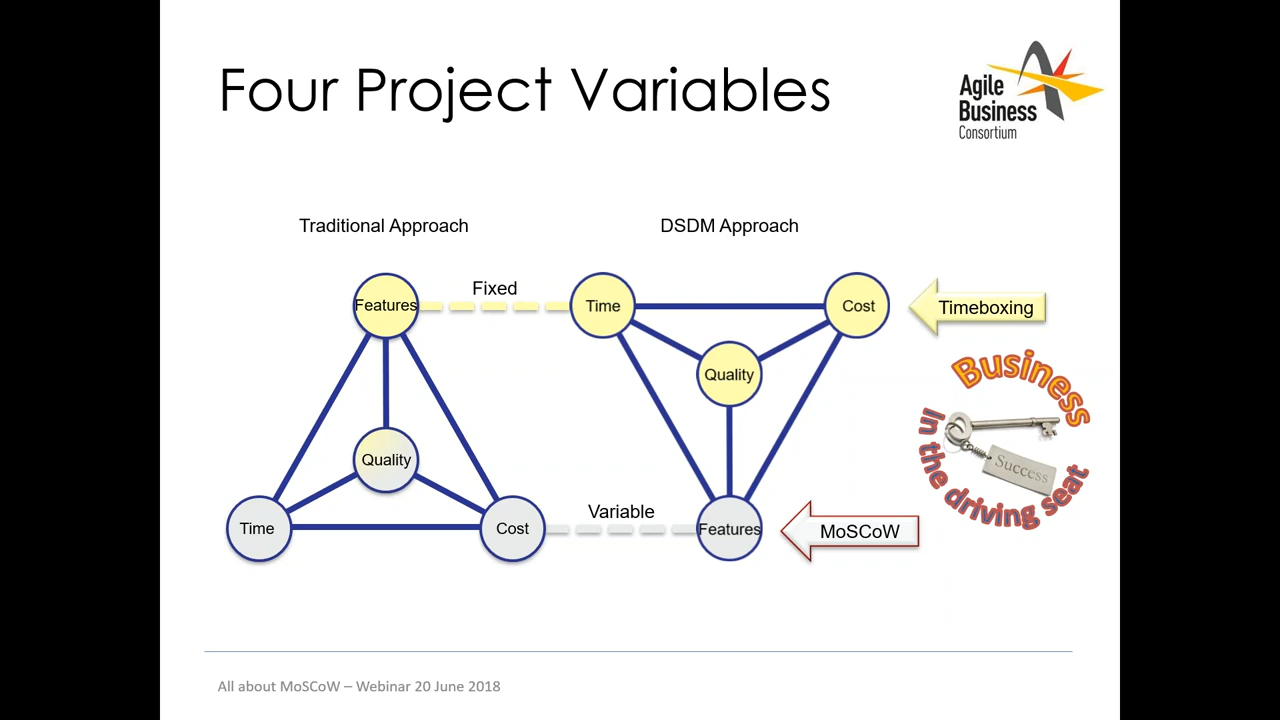 Four Project Variables
Agile
Business
Consortium
Traditional Approach
DSDM Approach
Features
Fixed
Time
Cost
Timeboxing
Quality
Business
In the driving seat
Success
Quality
Time
Cost
Variable
Features
MoSCoW
All about MoSCoW – Webinar 20 June 2018